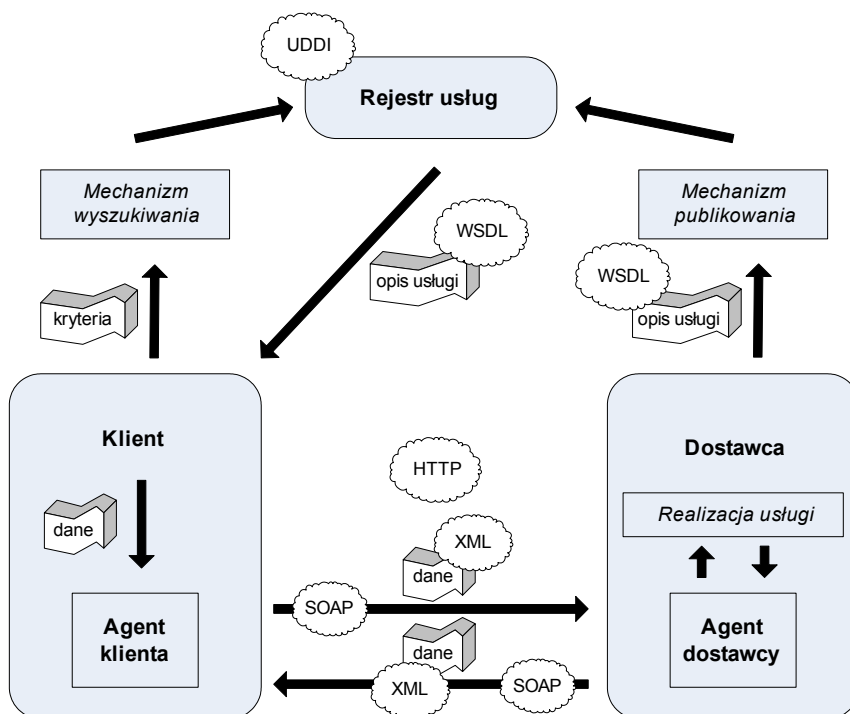 UDDI
Rejestr usług
Mechanizm
wyszukiwania
Mechanizm
publikowania
WSDL
opis usługi
WSDL
opis usługi
kryteria
Klient
Dostawca
HTTP
Realizacja usługi
dane
XML
dane
SOAP
Agent
klienta
Agent
dostawcy
dane
XML
SOAP